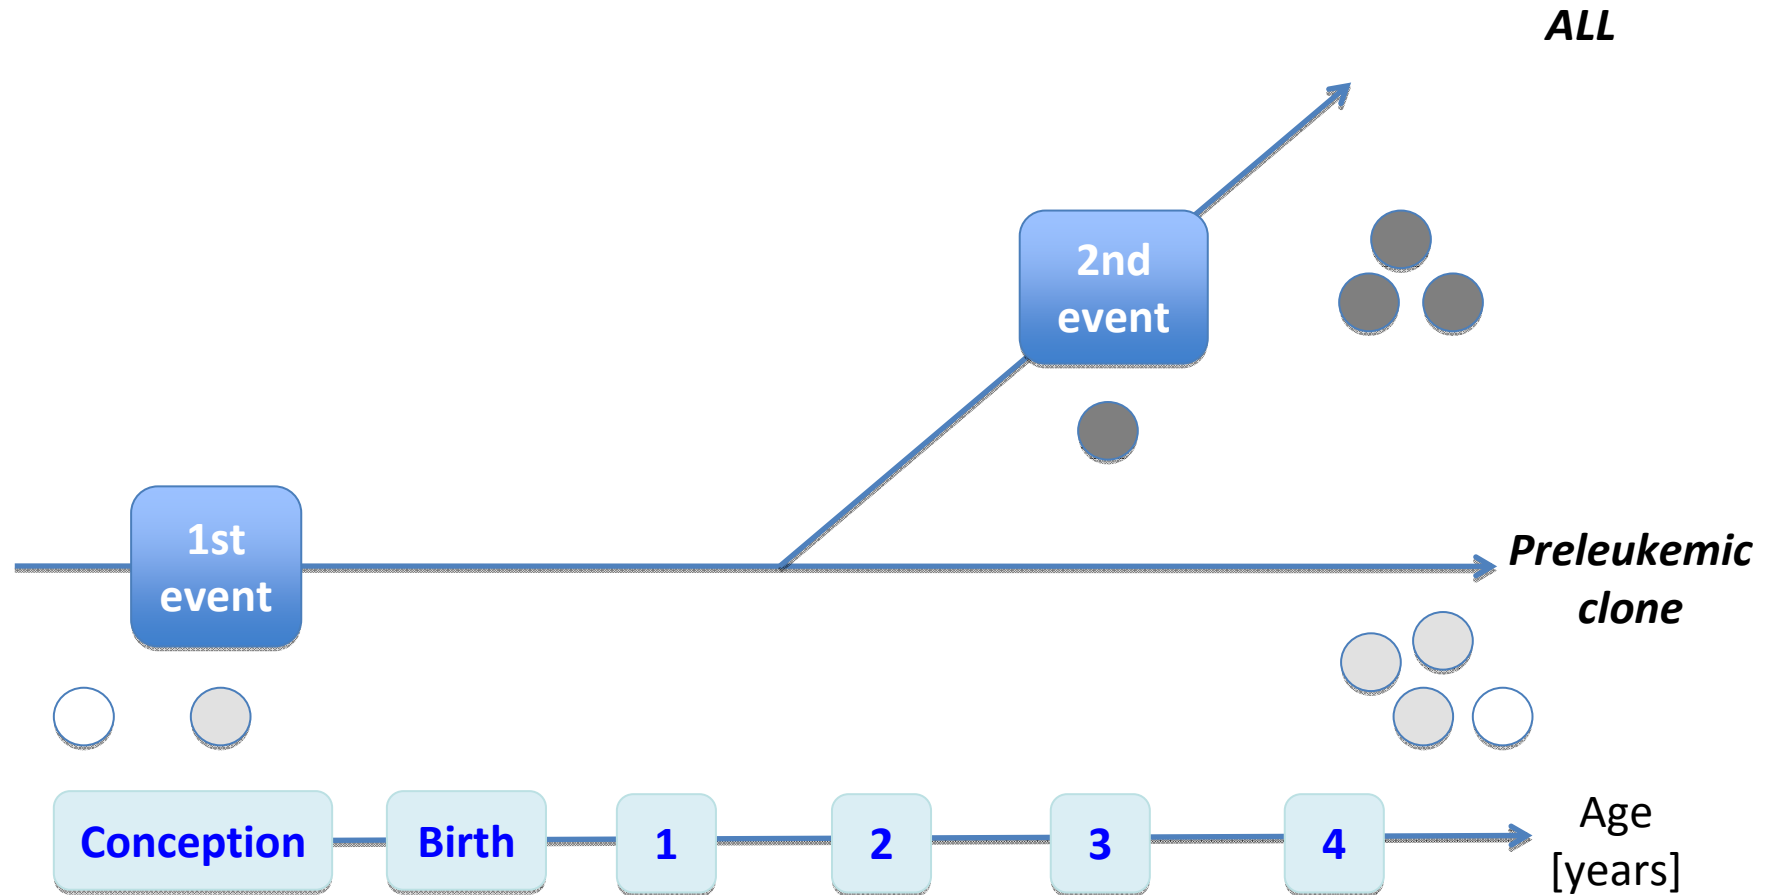 ALL
2nd
event
1st
event
Preleukemic
clone
Conception
Birth
1
2
3
4
Age
[years]